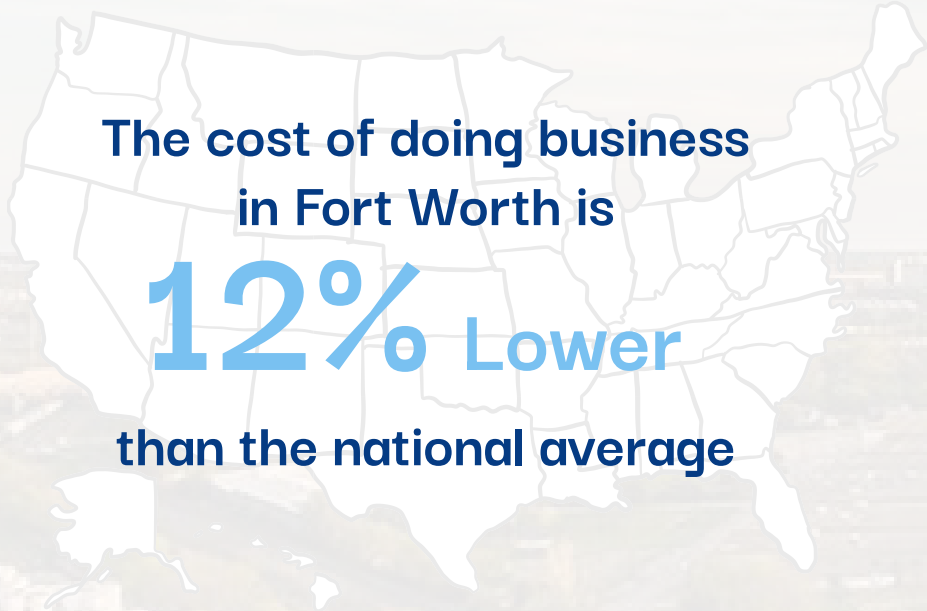 The cost of doing business
in Fort Worth is
12% Lower
than the national average